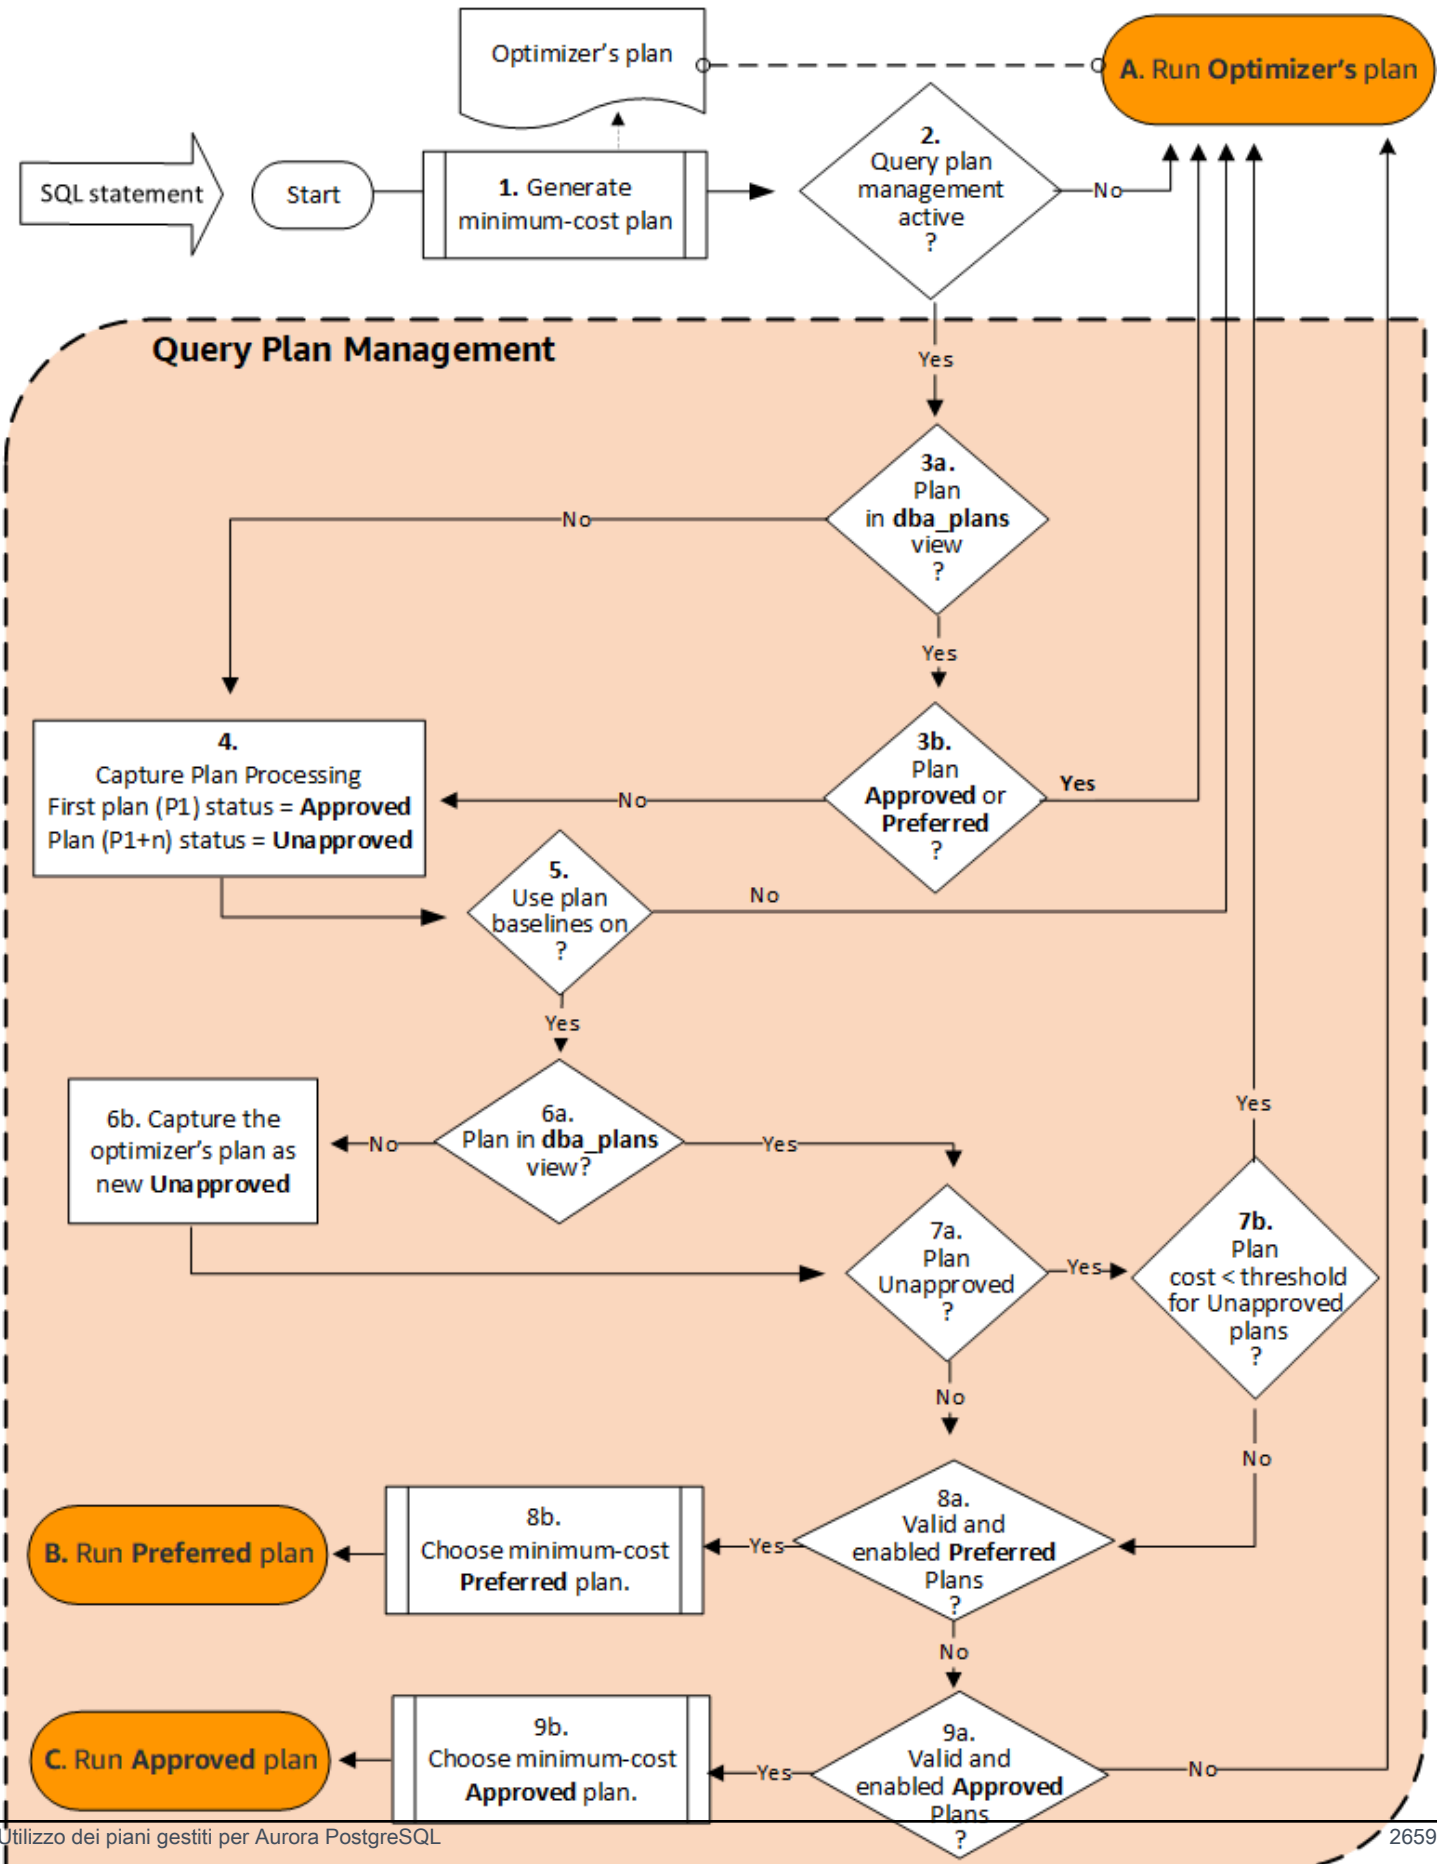 Optimizer's plan
A. Run Optimizer's plan
SQL statement
Start
1. Generate
minimum-cost plan
2.
Query plan
management
active
?
No
Query Plan Management
Yes
3a.
Plan
in dba_plans
view
?
No
Yes
4.
Capture Plan Processing
First plan (P1) status = Approved
Plan (P1+n) status = Unapproved
No
3b.
Plan
Approved or
Preferred
?
Yes
5.
Use plan
baselines on
?
No
Yes
6b. Capture the
optimizer's plan as
new Unapproved
No
6a.
Plan in dba_plans
view?
Yes
Yes
7a.
Plan
Unapproved
?
Yes
7b.
Plan
cost < threshold
for Unapproved
plans
?
No
No
B. Run Preferred plan
8b.
Choose minimum-cost
Preferred plan.
Yes
8a.
Valid and
enabled Preferred
Plans
?
No
C. Run Approved plan
9b.
Choose minimum-cost
Approved plan.
Yes
9a.
Valid and
enabled Approved
Plans
?
No
Utilizzo dei piani gestiti per Aurora PostgreSQL
2659